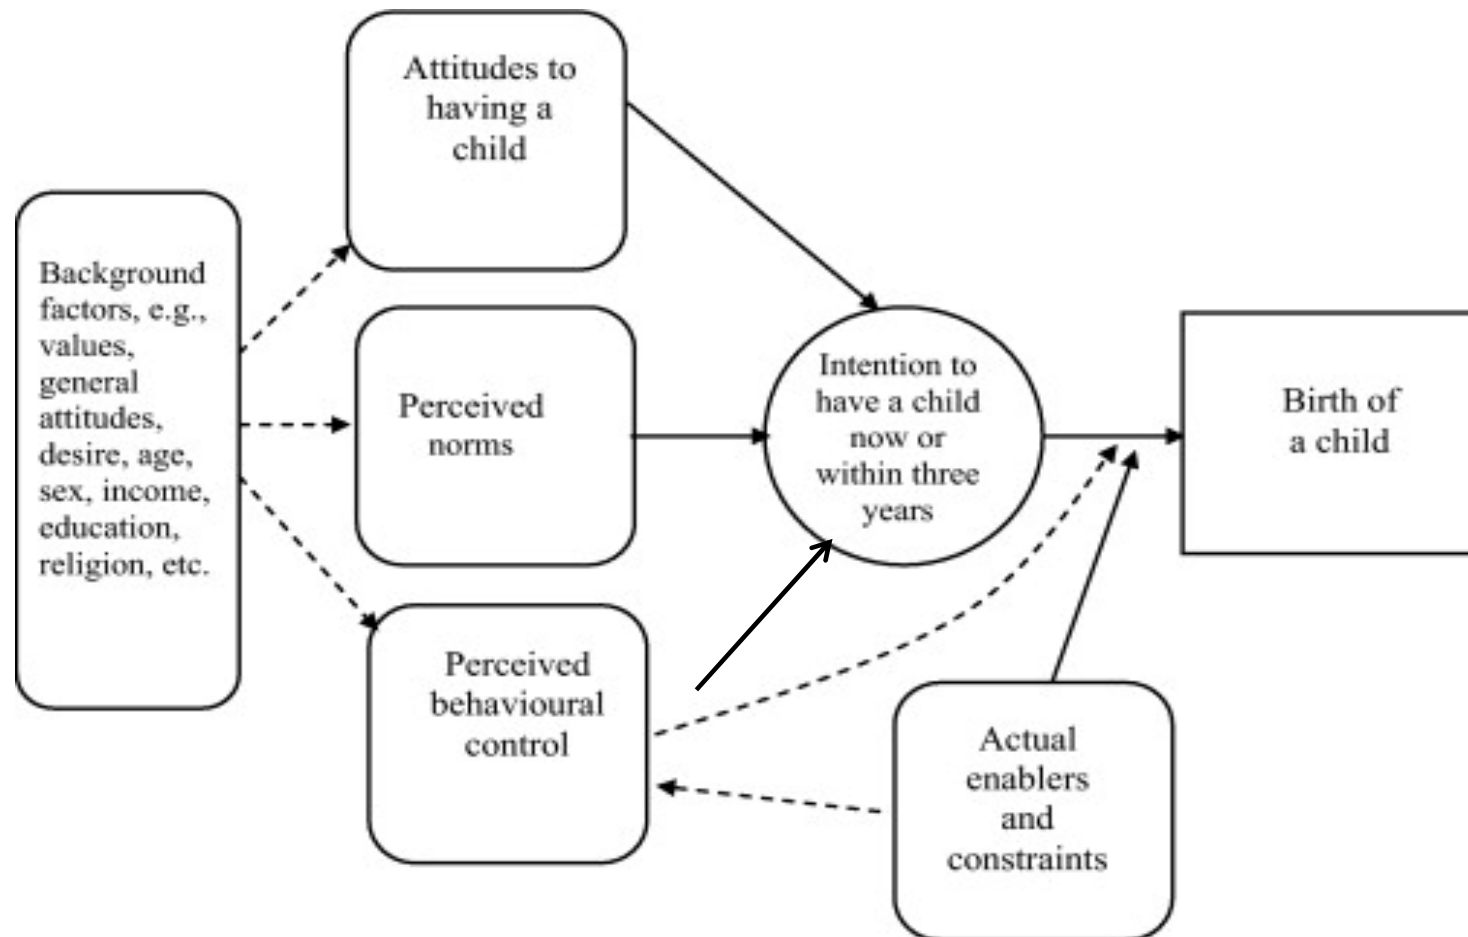 Attitudes to
having a
child
Background
factors, e.g.,
values,
general
attitudes,
desire, age,
sex, income,
education,
religion, etc.
Perceived
norms
Intention to
have a child
now or
within three
years
Birth of
a child
Perceived
behavioural
control
Actual
enablers
and
constraints